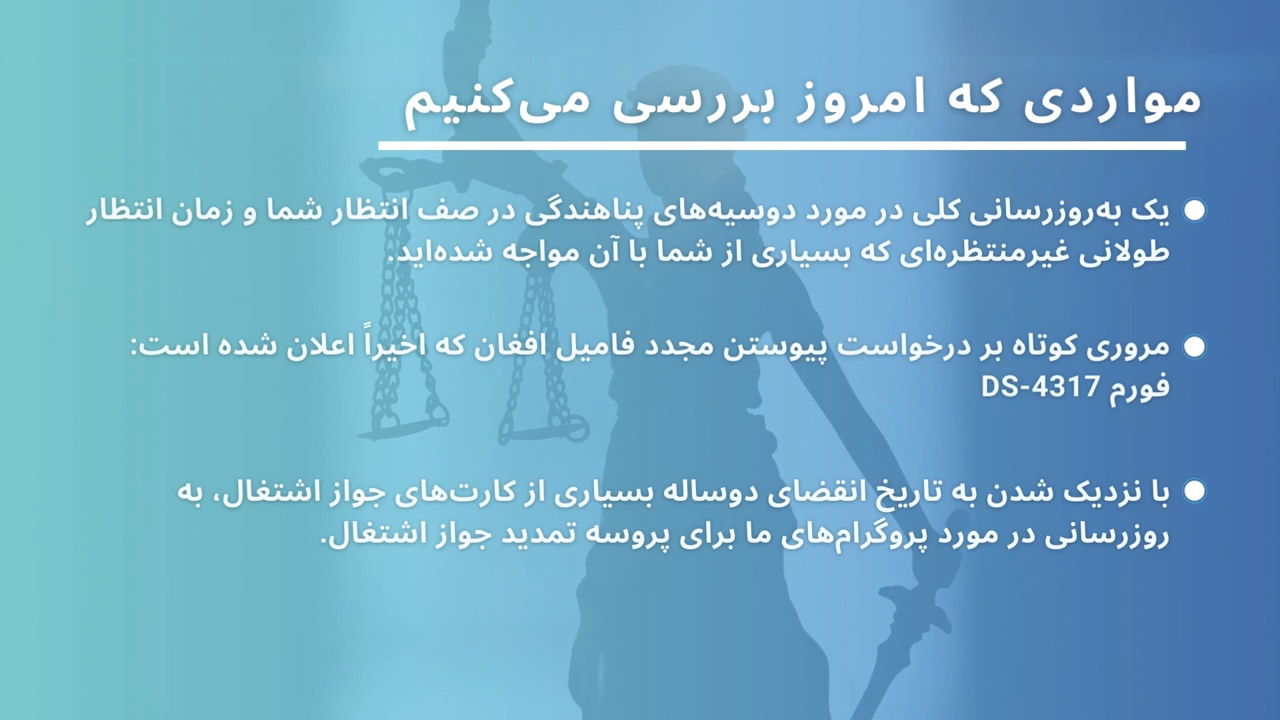 مواردی که امروز بررسی می‌کنیم
یک به‌روزرسانی کلی در مورد دوسیه‌های پناهندگی در صف انتظار شما و زمان انتظار
طولانی غیرمنتظره‌ای که بسیاری از شما با آن مواجه شده‌اید.
مروری کوتاه بر درخواست پیوستن مجدد فامیل افغان که اخیراً اعلان شده است:
فورم DS-4317
با نزدیک شدن به تاریخ انقضای دوساله بسیاری از کارت‌های جواز اشتغال، به
روزرسانی در مورد پروگرام‌های ما برای پروسه تمدید جواز اشتغال.